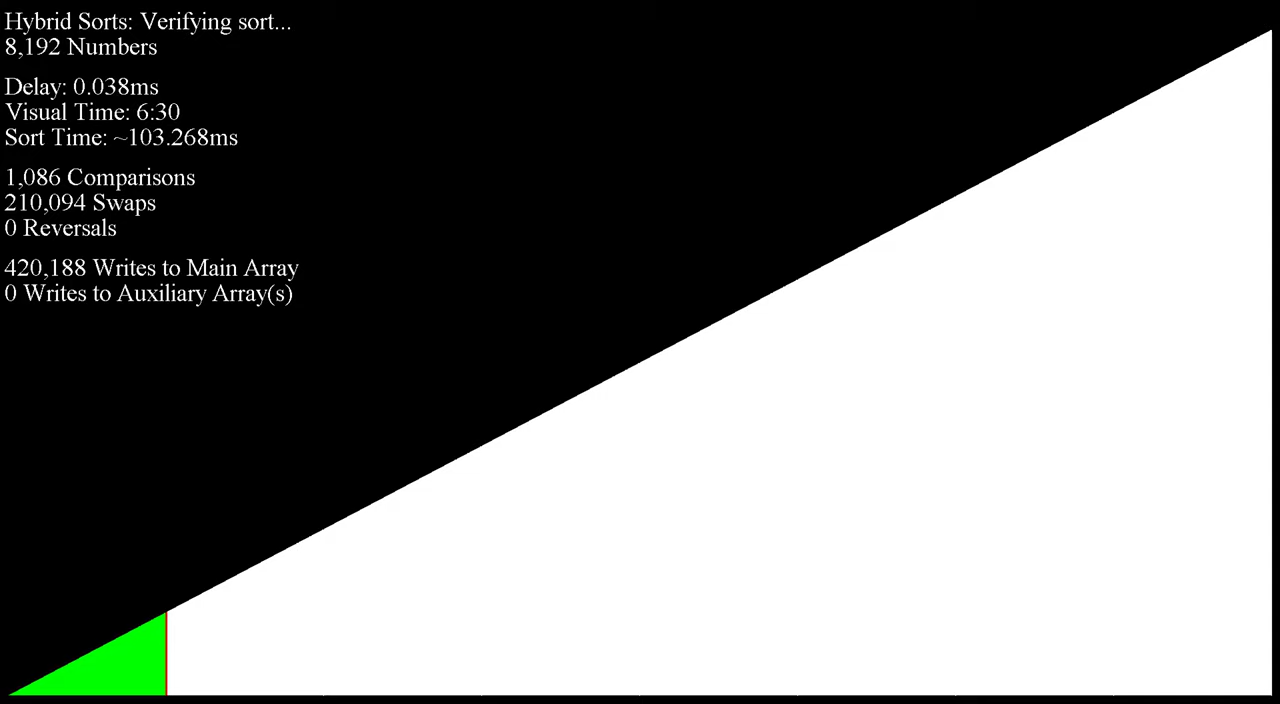 Hybrid Sorts: Verifying sort...
8,192 Numbers
Delay: 0.038ms
Visual Time: 6:30
Sort Time: ~103.268ms
1,086 Comparisons
210,094 Swaps
0 Reversals
420,188 Writes to Main Array
0 Writes to Auxiliary Array(s)